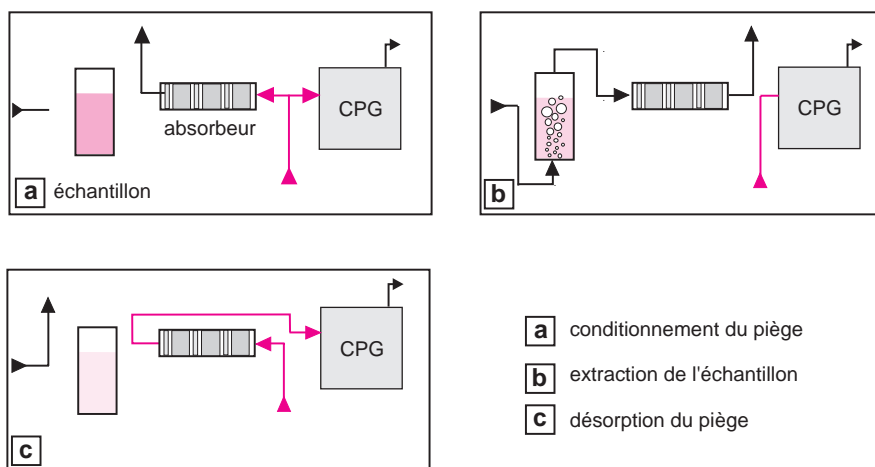 CPG
absorbeur
a échantillon
CPG
b
CPG
c
a conditionnement du piège
b extraction de l'échantillon
c désorption du piège